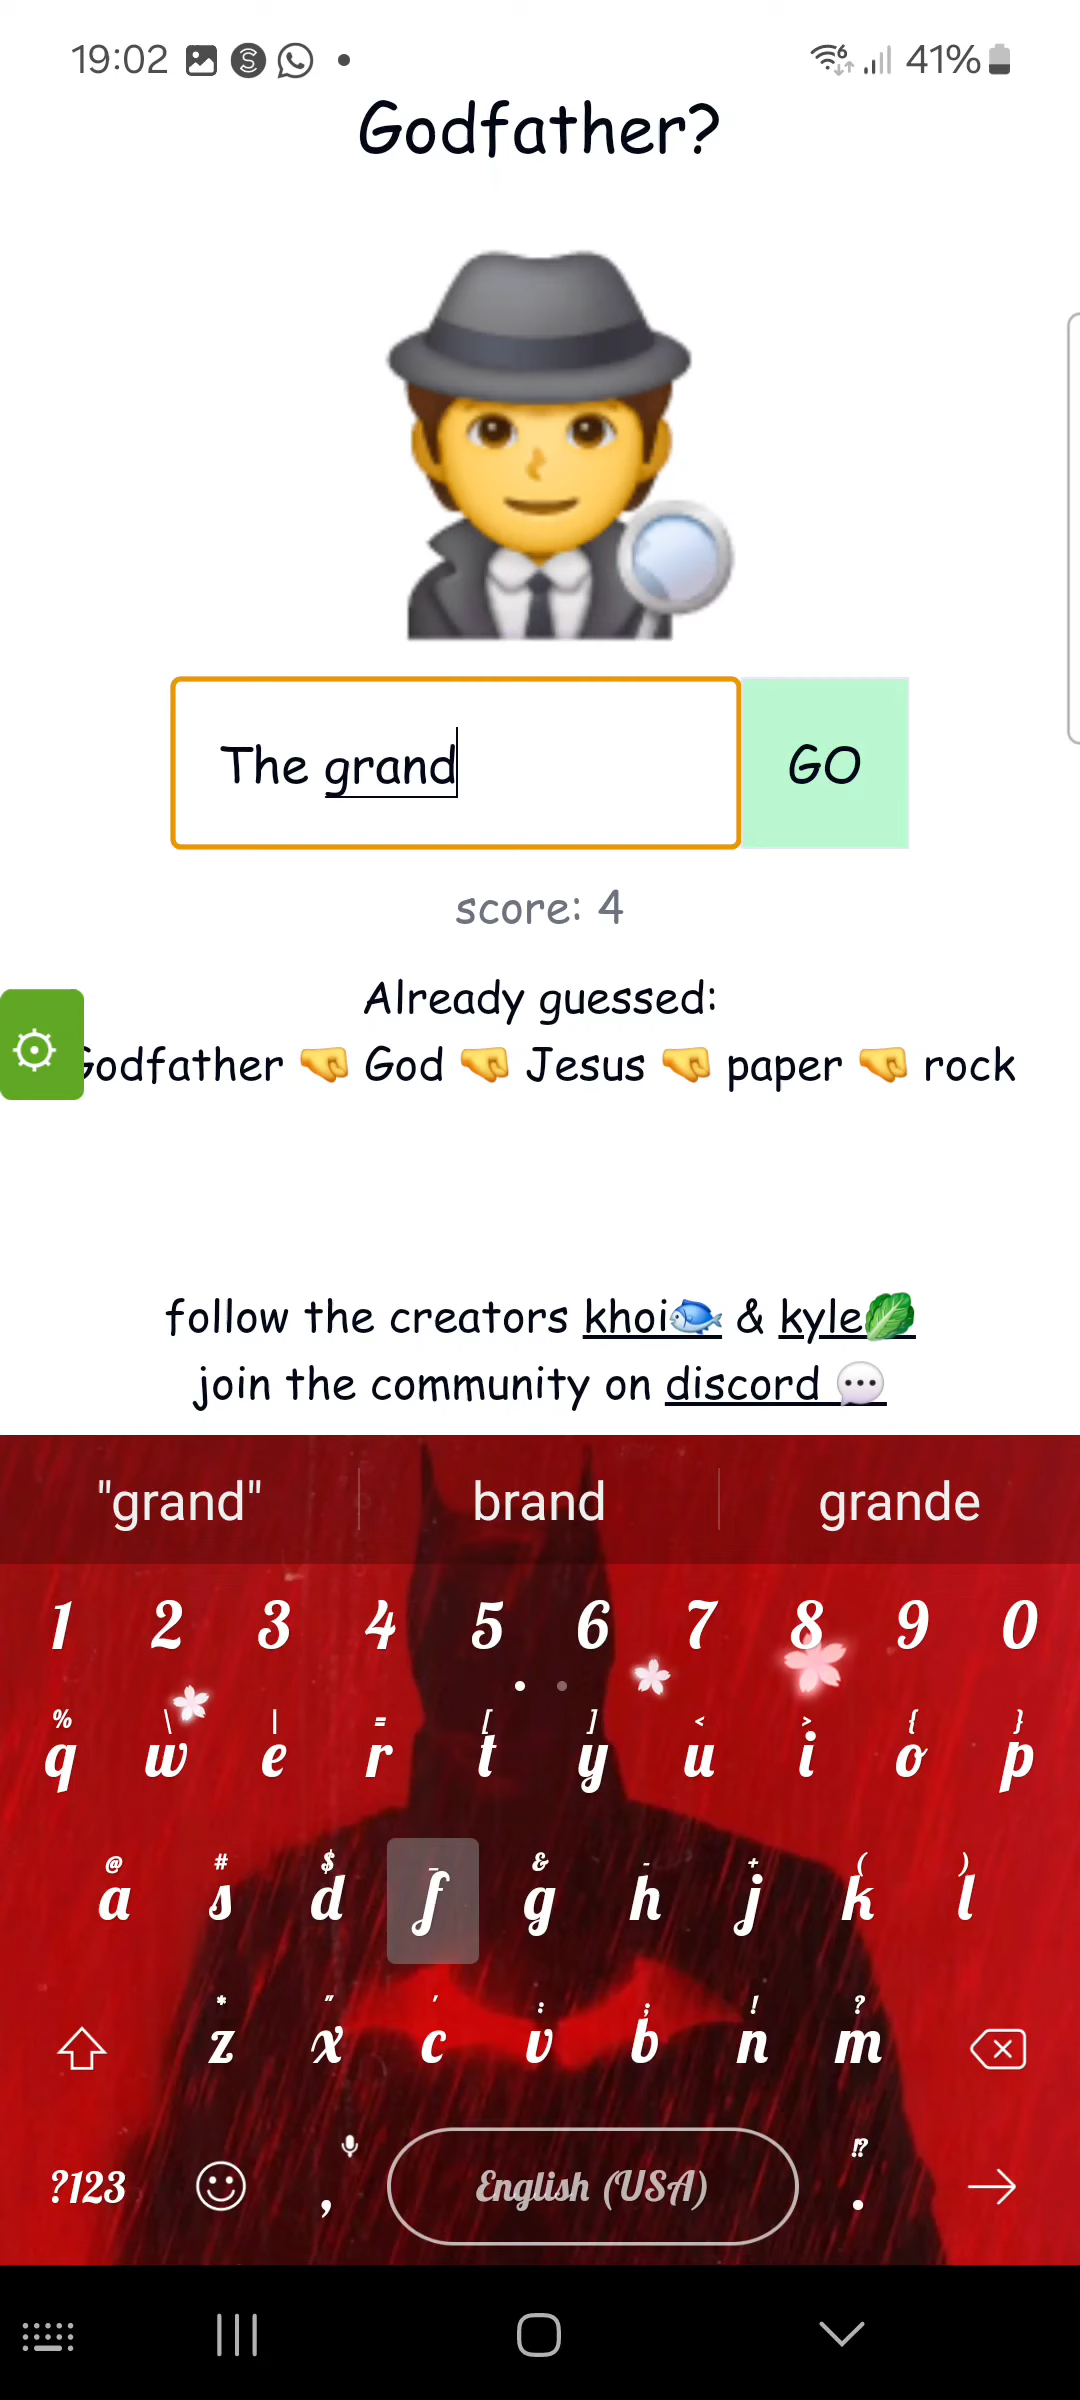 19:02 41%
Godfather?
The grand
GO
score: 4
Already guessed:
Godfather 🤜 God 🤜 Jesus 🤜 paper 🤜 rock
follow the creators khoi🐟 & kyle🥬
join the community on discord 💬
"grand" brand grande
1 2 3 4 5 6 7 8 9 0
% \ | = [ ] < > { }
q w e r t y u i o p
@ # $ _ & - + ( )
a s d f g h j k l
* " ' : ; ! ?
z x c v b n m
!?
?123 , English (USA) .